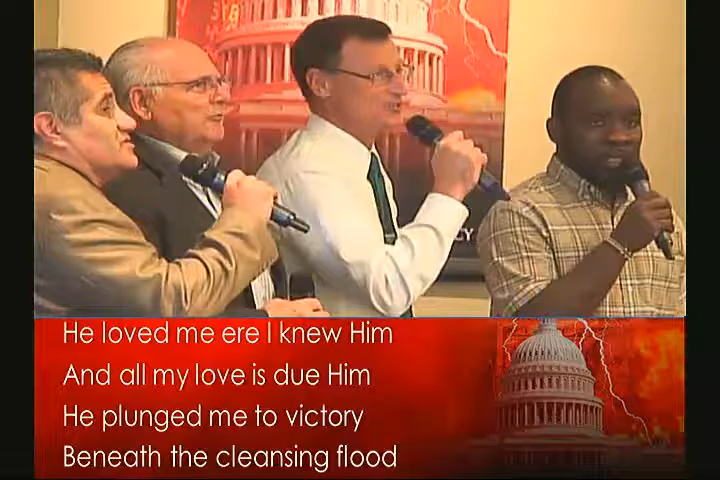 He loved me ere I knew Him
And all my love is due Him
He plunged me to victory
Beneath the cleansing flood